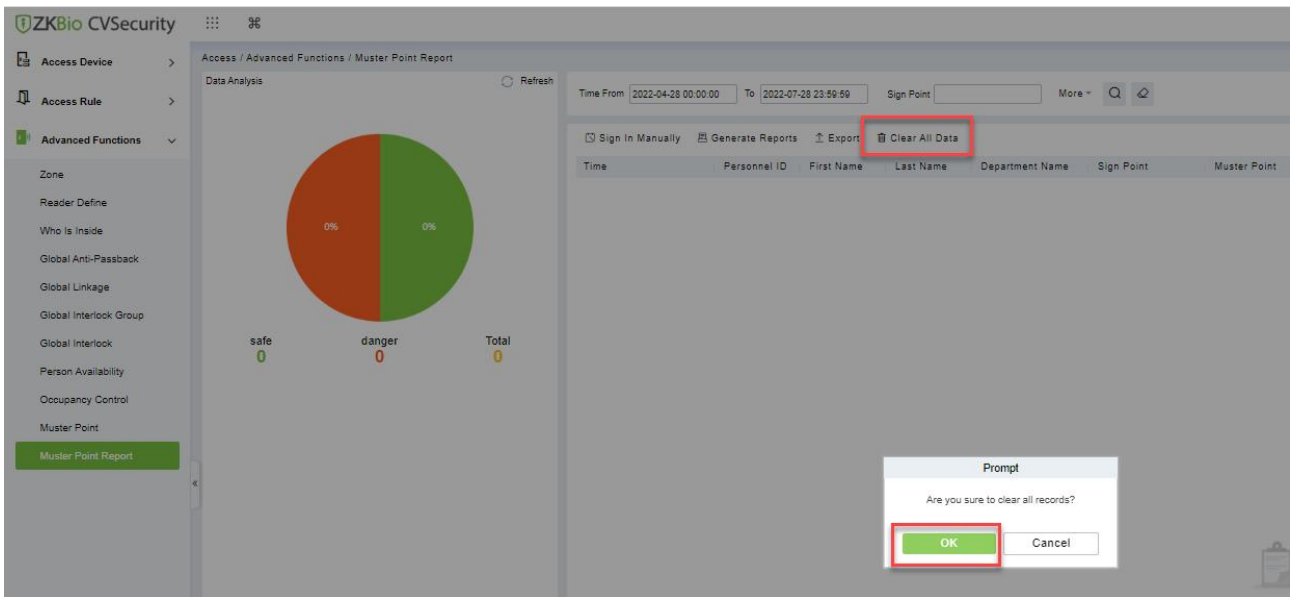 ZKBio CVSecurity
Access Device
Access Rule
Advanced Functions
Zone
Reader Define
Who Is Inside
Global Anti-Passback
Global Linkage
Global Interlock Group
Global Interlock
Person Availability
Occupancy Control
Muster Point
Muster Point Report
Access / Advanced Functions / Muster Point Report
Data Analysis Refresh
0% 0%
safe danger Total
0 0 0
Time From 2022-04-28 00:00:00 To 2022-07-28 23:59:59 Sign Point More
Sign In Manually Generate Reports Export Clear All Data
Time Personnel ID First Name Last Name Department Name Sign Point Muster Point
Prompt
Are you sure to clear all records?
OK Cancel